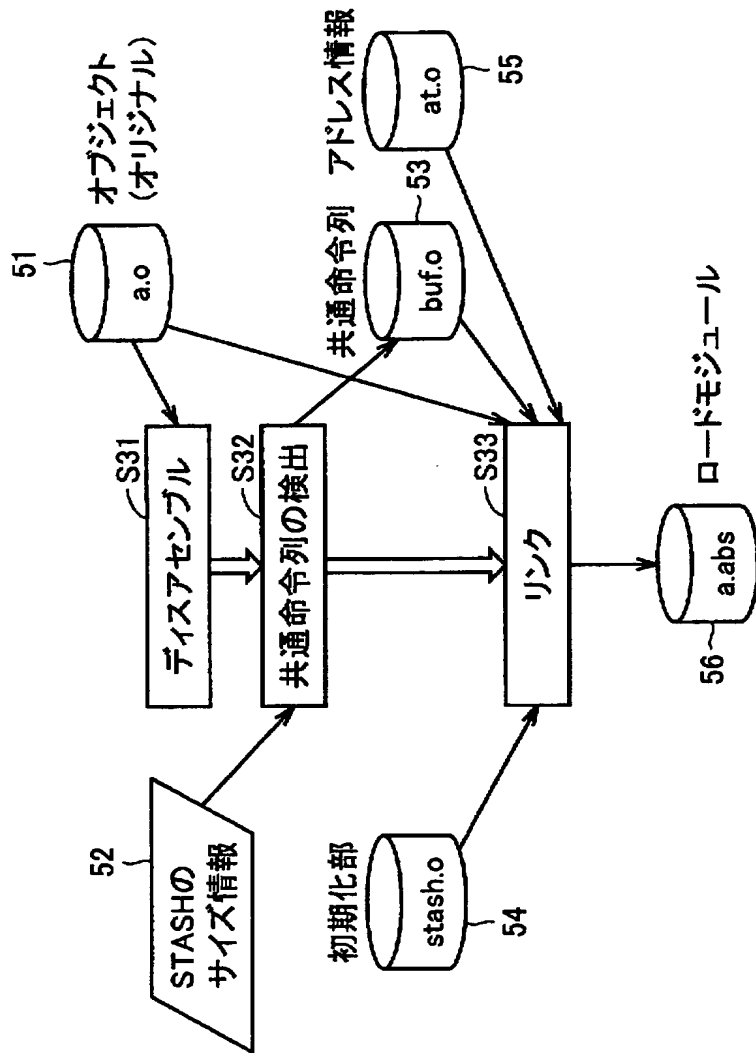 51
a.o
オブジェクト
(オリジナル)
S31
ディスアセンブル
52
STASHの
サイズ情報
S32
共通命令列の検出
共通命令列
buf.o
53
アドレス情報
at.o
55
初期化部
stash.o
54
S33
リンク
ロードモジュール
a.abs
56